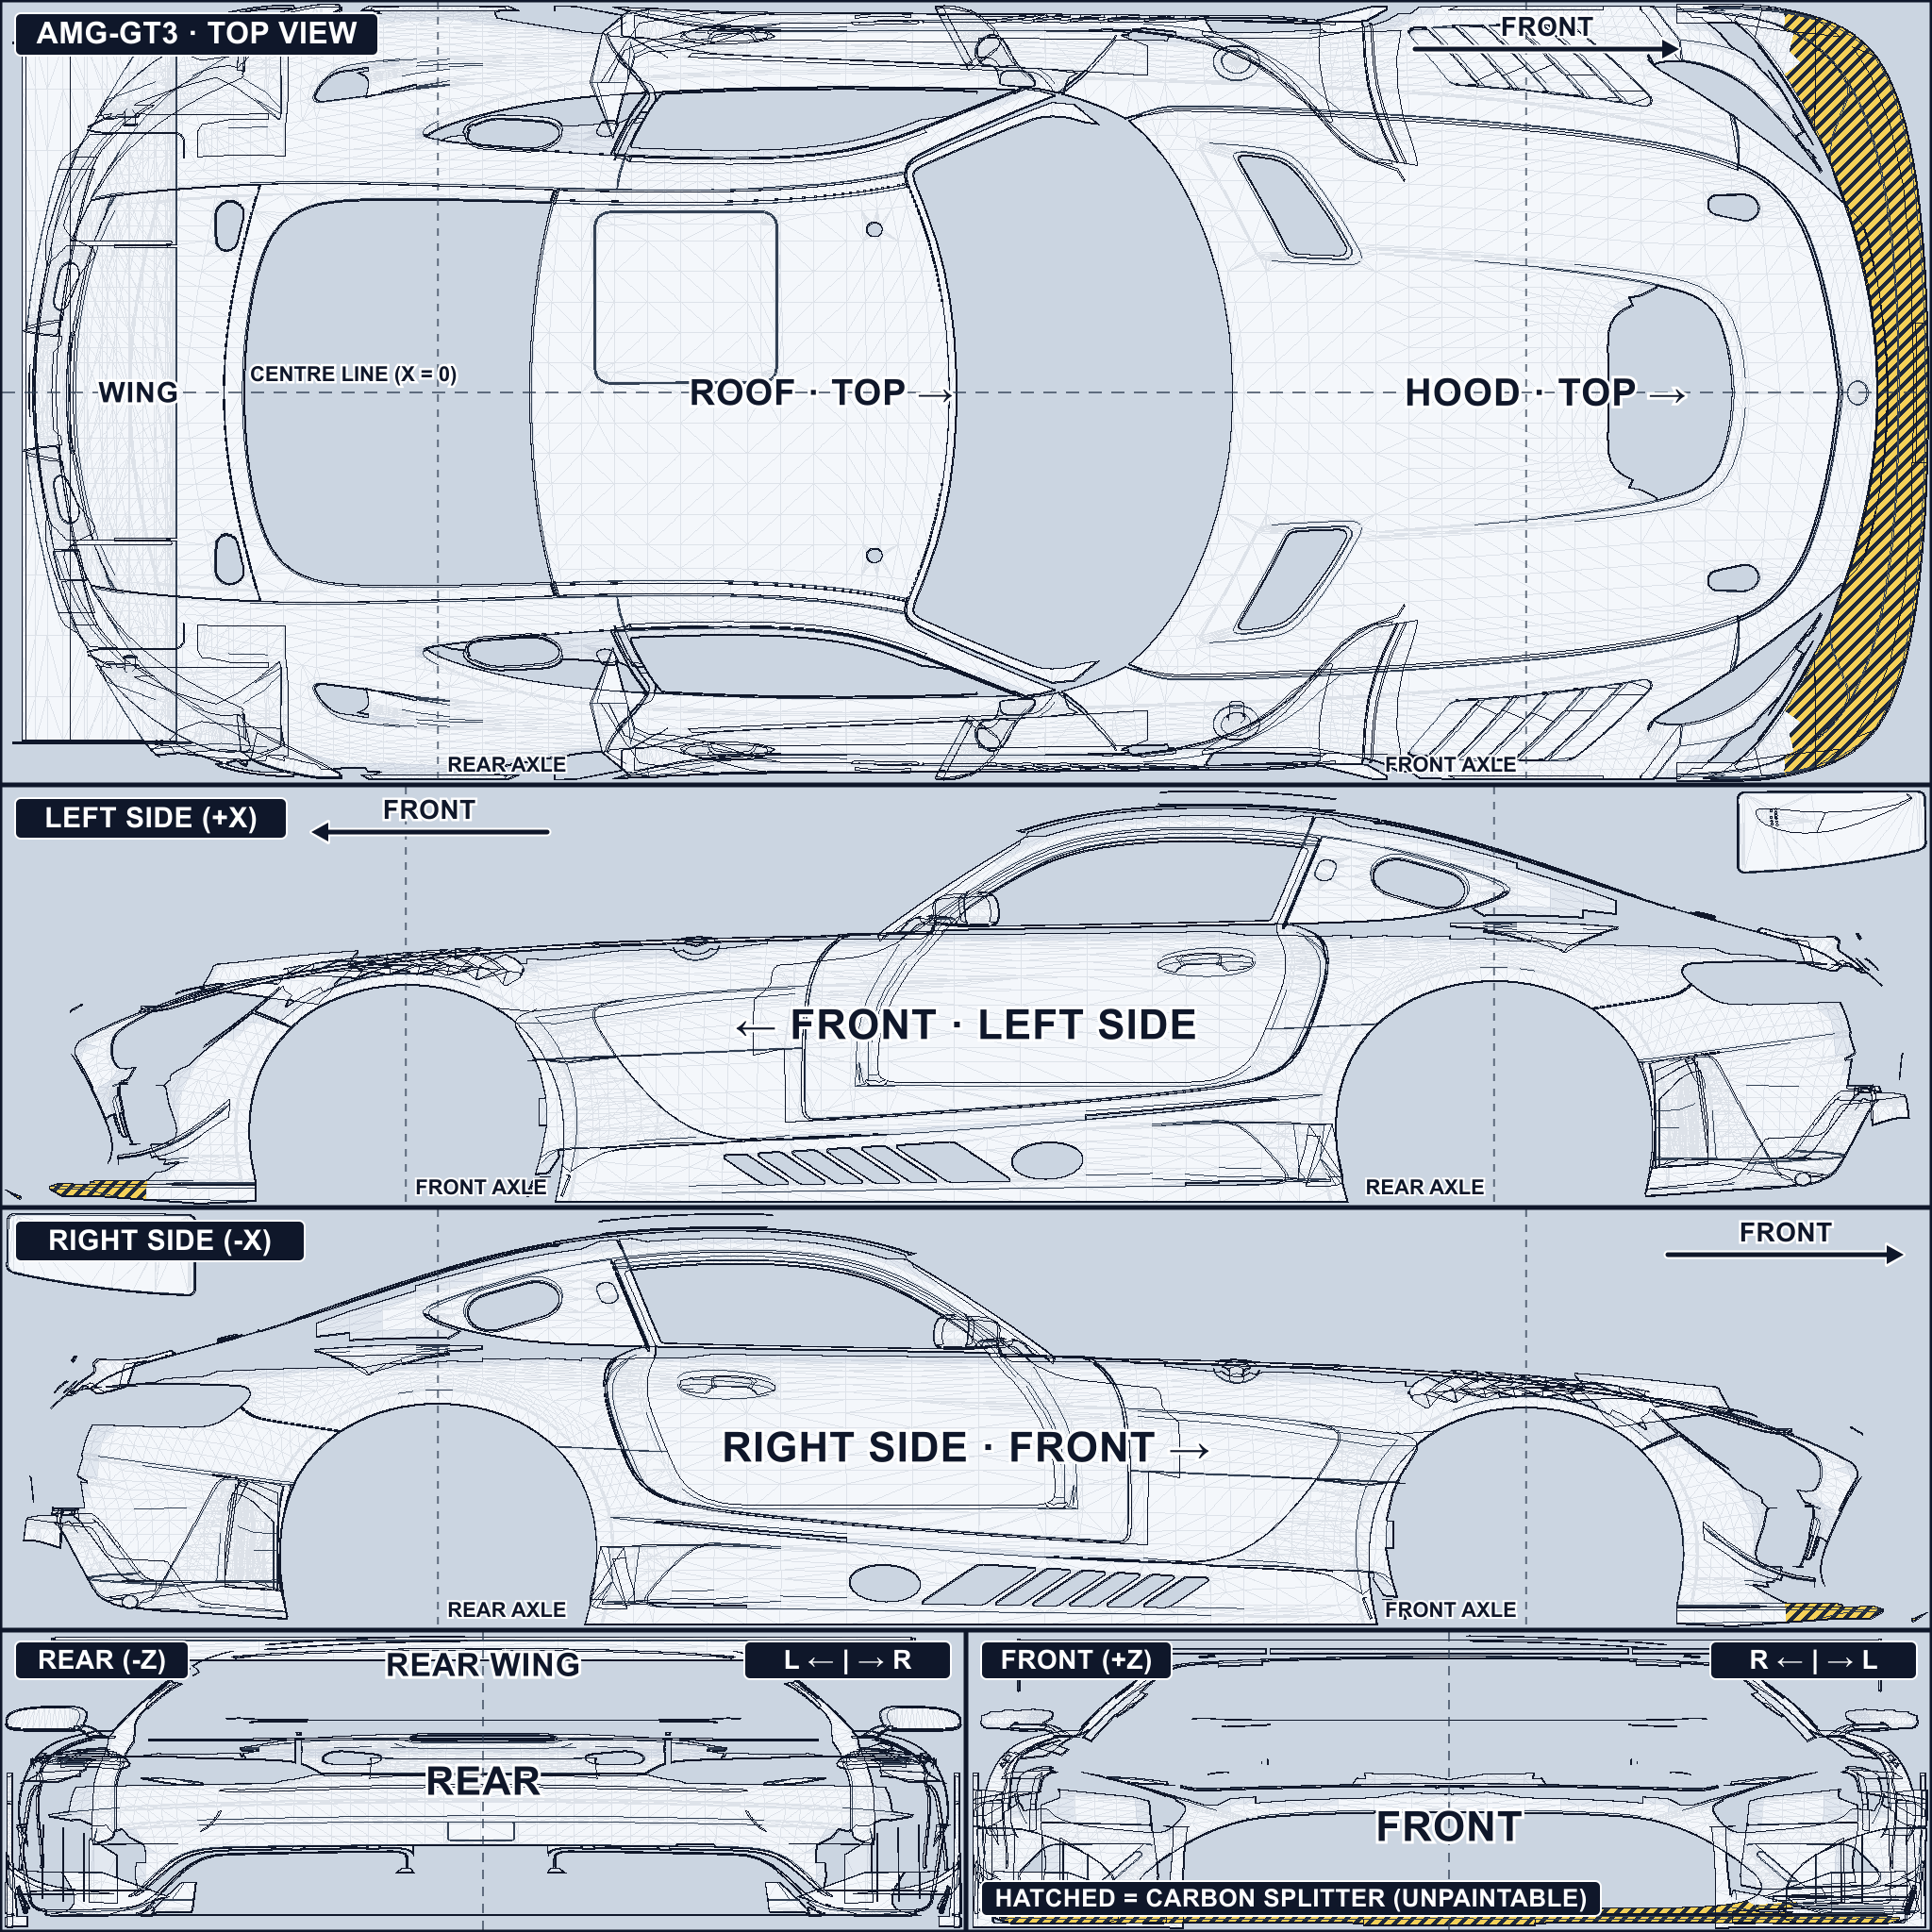 AMG-GT3 · TOP VIEW
FRONT
CENTRE LINE (X = 0)
WING
ROOF · TOP →
HOOD · TOP →
REAR AXLE
FRONT AXLE
LEFT SIDE (+X)
FRONT
← FRONT · LEFT SIDE
FRONT AXLE
REAR AXLE
RIGHT SIDE (-X)
FRONT
RIGHT SIDE · FRONT →
REAR AXLE
FRONT AXLE
REAR (-Z)
REAR WING
L ← | → R
REAR
FRONT (+Z)
R ← | → L
FRONT
HATCHED = CARBON SPLITTER (UNPAINTABLE)